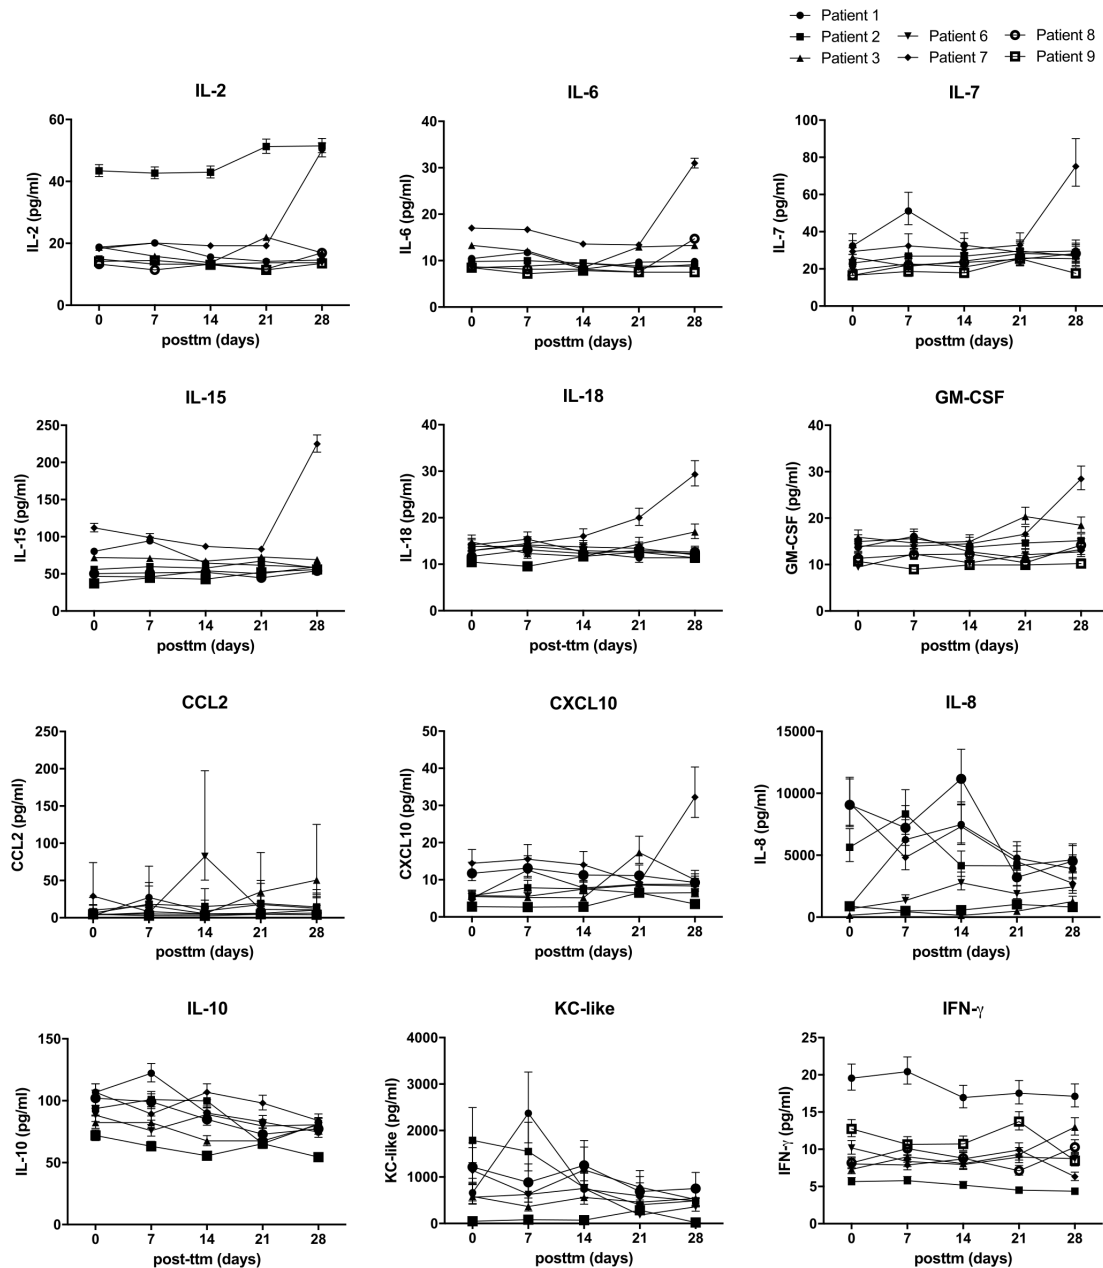 Patient 1
Patient 2 Patient 6 Patient 8
Patient 3 Patient 7 Patient 9
IL-2 IL-6 IL-7
IL-2 (pg/ml)
60
40
20
0
0 7 14 21 28
posttm (days)
IL-6 (pg/ml)
40
30
20
10
0
0 7 14 21 28
posttm (days)
IL-7 (pg/ml)
100
80
60
40
20
0
0 7 14 21 28
posttm (days)
IL-15 IL-18 GM-CSF
IL-15 (pg/ml)
250
200
150
100
50
0
0 7 14 21 28
posttm (days)
IL-18 (pg/ml)
40
30
20
10
0
0 7 14 21 28
post-ttm (days)
GM-CSF (pg/ml)
40
30
20
10
0
0 7 14 21 28
posttm (days)
CCL2 CXCL10 IL-8
CCL2 (pg/ml)
250
200
150
100
50
0
0 7 14 21 28
posttm (days)
CXCL10 (pg/ml)
50
40
30
20
10
0
0 7 14 21 28
posttm (days)
IL-8 (pg/ml)
15000
10000
5000
0
0 7 14 21 28
posttm (days)
IL-10 KC-like IFN-γ
IL-10 (pg/ml)
150
100
50
0
0 7 14 21 28
post-ttm (days)
KC-like (pg/ml)
4000
3000
2000
1000
0
0 7 14 21 28
posttm (days)
IFN-γ (pg/ml)
25
20
15
10
5
0
0 7 14 21 28
posttm (days)